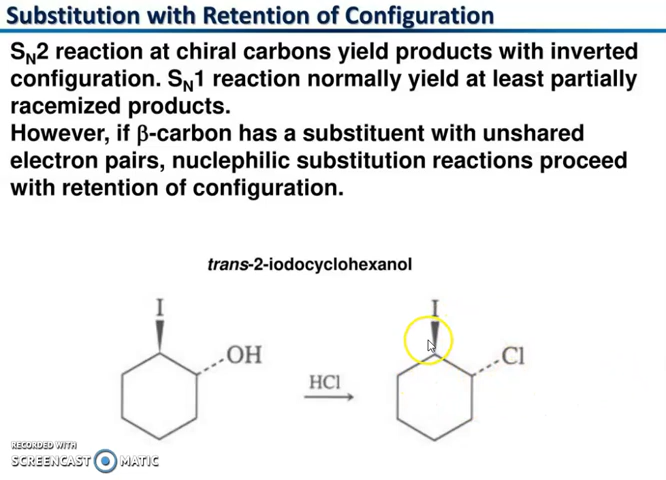 Substitution with Retention of Configuration
SN2 reaction at chiral carbons yield products with inverted
configuration. SN1 reaction normally yield at least partially
racemized products.
However, if β-carbon has a substituent with unshared
electron pairs, nuclephilic substitution reactions proceed
with retention of configuration.
trans-2-iodocyclohexanol
I
OH
HCl
I
Cl
RECORDED WITH
SCREENCAST MATIC